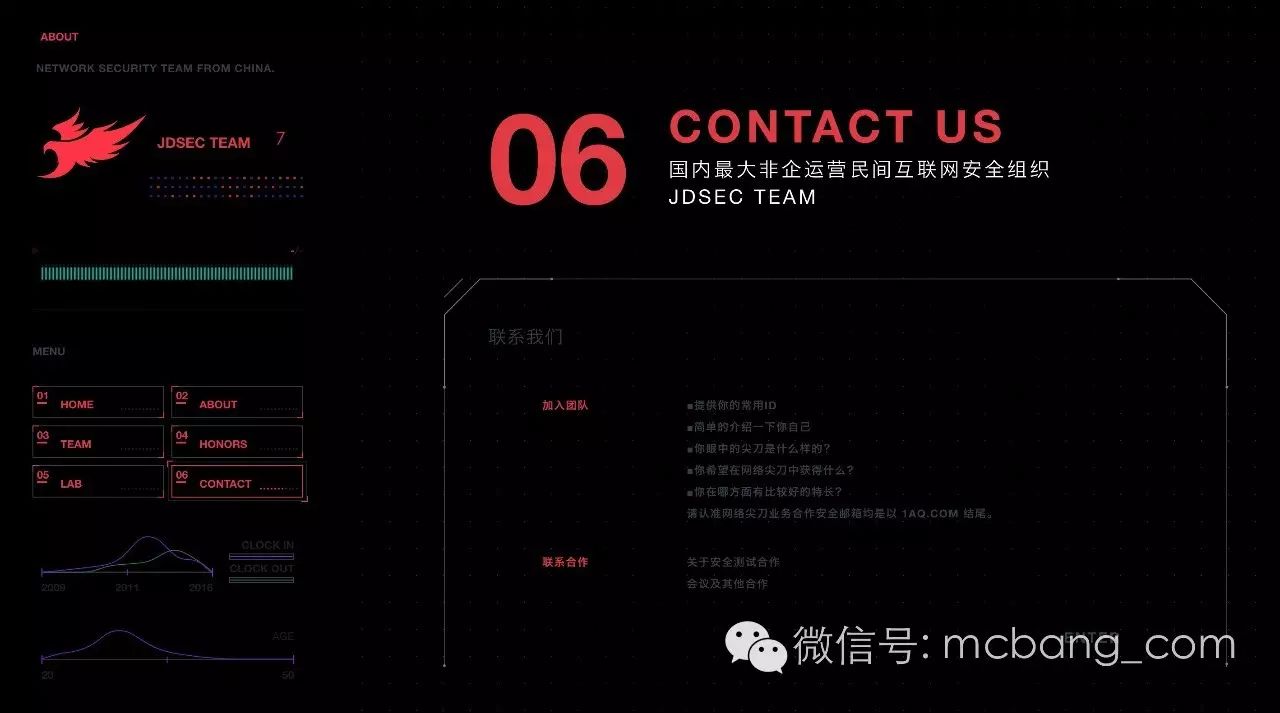 ABOUT
NETWORK SECURITY TEAM FROM CHINA.
JDSEC TEAM 7
MENU
01 HOME
02 ABOUT
03 TEAM
04 HONORS
05 LAB
06 CONTACT
CLOCK IN
CLOCK OUT
2009 2011 2016
AGE
20 50
06
CONTACT US
国内最大非企运营民间互联网安全组织
JDSEC TEAM
联系我们
加入团队
■提供你的常用ID
■简单的介绍一下你自己
■你眼中的尖刀是什么样的?
■你希望在网络尖刀中获得什么?
■你在哪方面有比较好的特长?
请认准网络尖刀业务合作安全邮箱均是以 1AQ.COM 结尾。
联系合作
关于安全测试合作
会议及其他合作
ENTER
微信号: mcbang_com